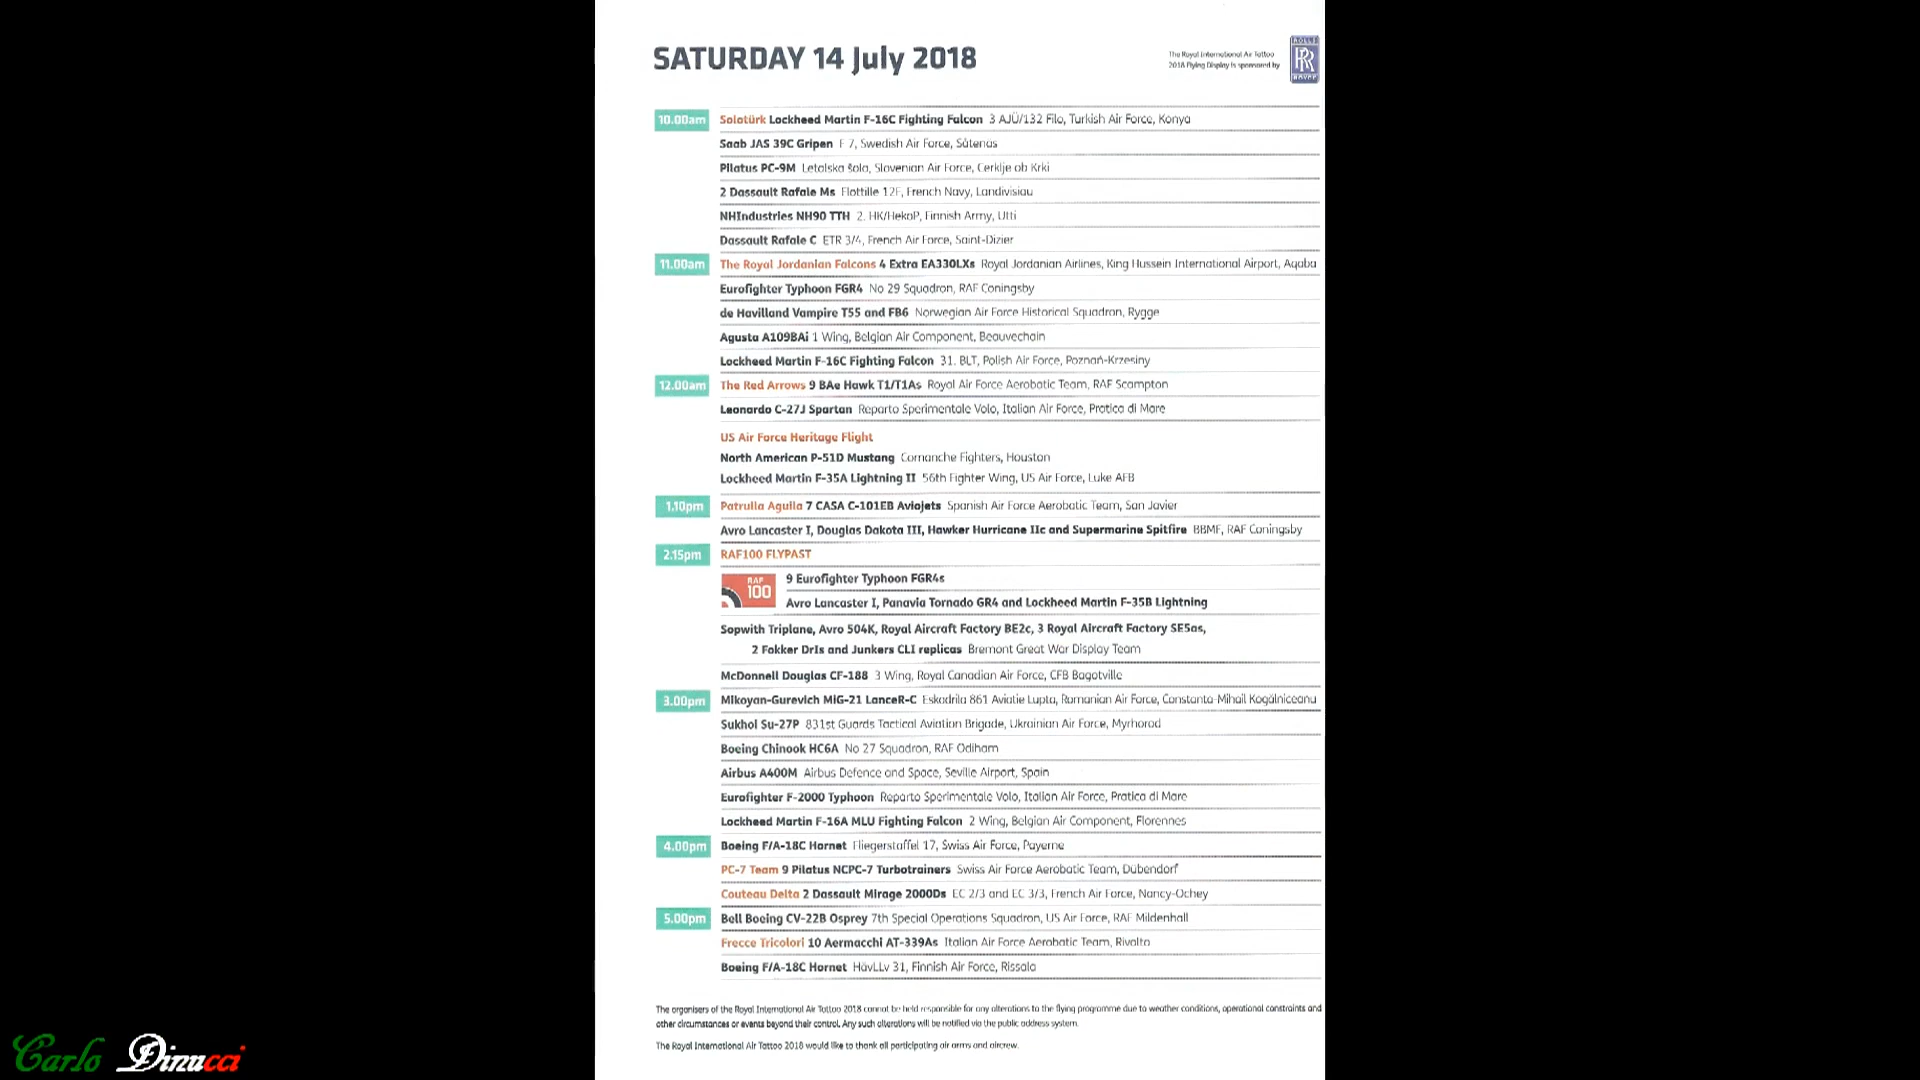 SATURDAY 14 July 2018
The Royal International Air Tattoo
2018 Flying Display is sponsored by
ROLLS
RR
ROYCE
10.00am Solotürk Lockheed Martin F-16C Fighting Falcon 3 AJÜ/132 Filo, Turkish Air Force, Konya
Saab JAS 39C Gripen F 7, Swedish Air Force, Såtenas
Pilatus PC-9M Letalska šola, Slovenian Air Force, Cerklje ob Krki
2 Dassault Rafale Ms Flottille 12F, French Navy, Landivisiau
NHIndustries NH90 TTH 2. HK/HekoP, Finnish Army, Utti
Dassault Rafale C ETR 3/4, French Air Force, Saint-Dizier
11.00am The Royal Jordanian Falcons 4 Extra EA330LXs Royal Jordanian Airlines, King Hussein International Airport, Aqaba
Eurofighter Typhoon FGR4 No 29 Squadron, RAF Coningsby
de Havilland Vampire T55 and FB6 Norwegian Air Force Historical Squadron, Rygge
Agusta A109BAi 1 Wing, Belgian Air Component, Beauvechain
Lockheed Martin F-16C Fighting Falcon 31. BLT, Polish Air Force, Poznań-Krzesiny
12.00am The Red Arrows 9 BAe Hawk T1/T1As Royal Air Force Aerobatic Team, RAF Scampton
Leonardo C-27J Spartan Reparto Sperimentale Volo, Italian Air Force, Pratica di Mare
US Air Force Heritage Flight
North American P-51D Mustang Comanche Fighters, Houston
Lockheed Martin F-35A Lightning II 56th Fighter Wing, US Air Force, Luke AFB
1.10pm Patrulla Aguila 7 CASA C-101EB Aviojets Spanish Air Force Aerobatic Team, San Javier
Avro Lancaster I, Douglas Dakota III, Hawker Hurricane IIc and Supermarine Spitfire BBMF, RAF Coningsby
2.15pm RAF100 FLYPAST
RAF
100
9 Eurofighter Typhoon FGR4s
Avro Lancaster I, Panavia Tornado GR4 and Lockheed Martin F-35B Lightning
Sopwith Triplane, Avro 504K, Royal Aircraft Factory BE2c, 3 Royal Aircraft Factory SE5as,
2 Fokker DrIs and Junkers CLI replicas Bremont Great War Display Team
McDonnell Douglas CF-188 3 Wing, Royal Canadian Air Force, CFB Bagotville
3.00pm Mikoyan-Gurevich MiG-21 LanceR-C Eskadrila 861 Aviatie Lupta, Romanian Air Force, Constanta-Mihail Kogălniceanu
Sukhoi Su-27P 831st Guards Tactical Aviation Brigade, Ukrainian Air Force, Myrhorod
Boeing Chinook HC6A No 27 Squadron, RAF Odiham
Airbus A400M Airbus Defence and Space, Seville Airport, Spain
Eurofighter F-2000 Typhoon Reparto Sperimentale Volo, Italian Air Force, Pratica di Mare
Lockheed Martin F-16A MLU Fighting Falcon 2 Wing, Belgian Air Component, Florennes
4.00pm Boeing F/A-18C Hornet Fliegerstaffel 17, Swiss Air Force, Payerne
PC-7 Team 9 Pilatus NCPC-7 Turbotrainers Swiss Air Force Aerobatic Team, Dübendorf
Couteau Delta 2 Dassault Mirage 2000Ds EC 2/3 and EC 3/3, French Air Force, Nancy-Ochey
5.00pm Bell Boeing CV-22B Osprey 7th Special Operations Squadron, US Air Force, RAF Mildenhall
Frecce Tricolori 10 Aermacchi AT-339As Italian Air Force Aerobatic Team, Rivolto
Boeing F/A-18C Hornet HävLLv 31, Finnish Air Force, Rissala
The organisers of the Royal International Air Tattoo 2018 cannot be held responsible for any alterations to the flying programme due to weather conditions, operational constraints and
other circumstances or events beyond their control. Any such alterations will be notified via the public address system.
The Royal International Air Tattoo 2018 would like to thank all participating air arms and aircrew.
Carlo Dinucci